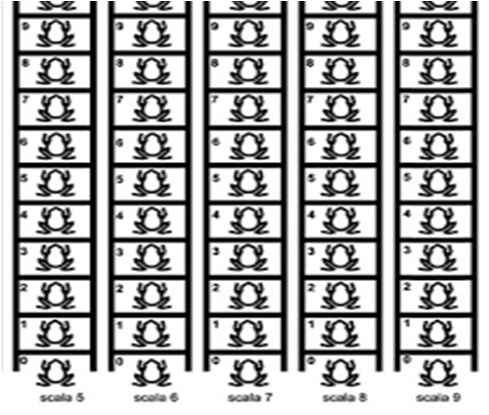 9 9 9 9 9
8 8 8 8 8
7 7 7 7 7
6 6 6 6 6
5 5 5 5 5
4 4 4 4 4
3 3 3 3 3
2 2 2 2 2
1 1 1 1 1
0 0 0 0 0
scala 5 scala 6 scala 7 scala 8 scala 9